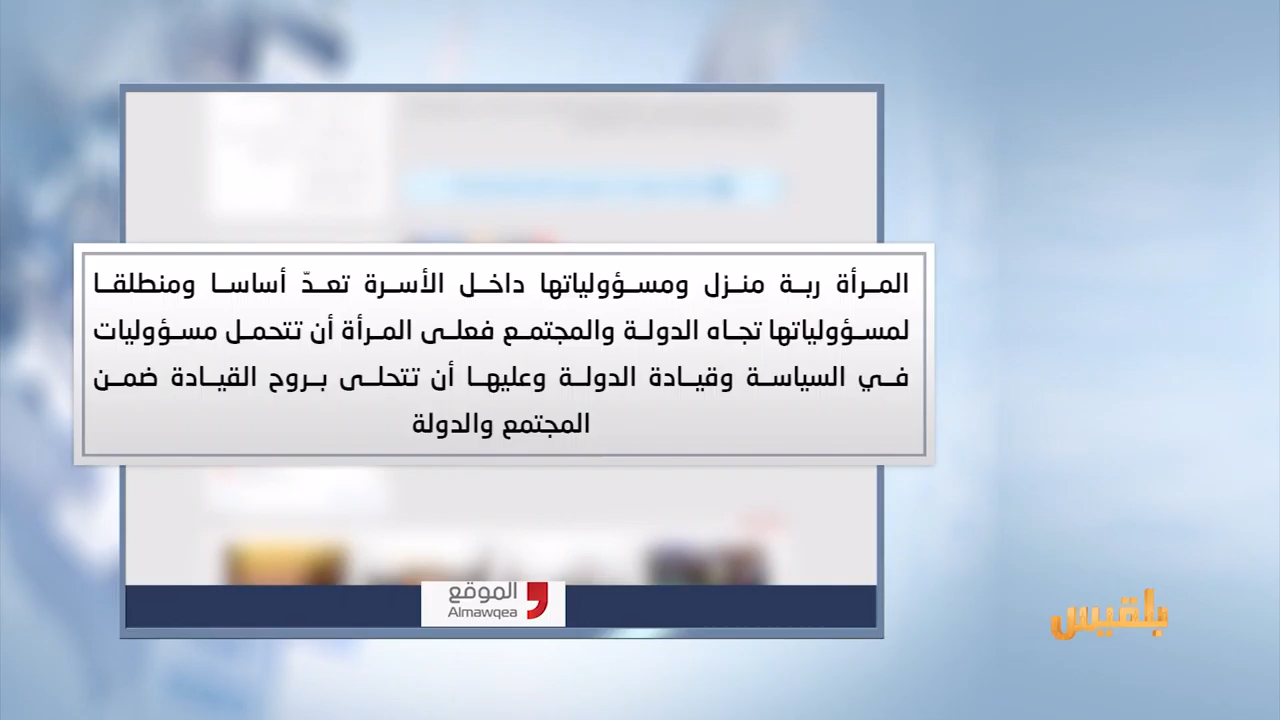 المرأة ربة منزل ومسؤولياتها داخل الأسرة تعدّ أساسا ومنطلقا
لمسؤولياتها تجاه الدولة والمجتمع فعلى المرأة أن تتحمل مسؤوليات
في السياسة وقيادة الدولة وعليها أن تتحلى بروح القيادة ضمن
المجتمع والدولة
الموقع
Almawqea
بلقيس